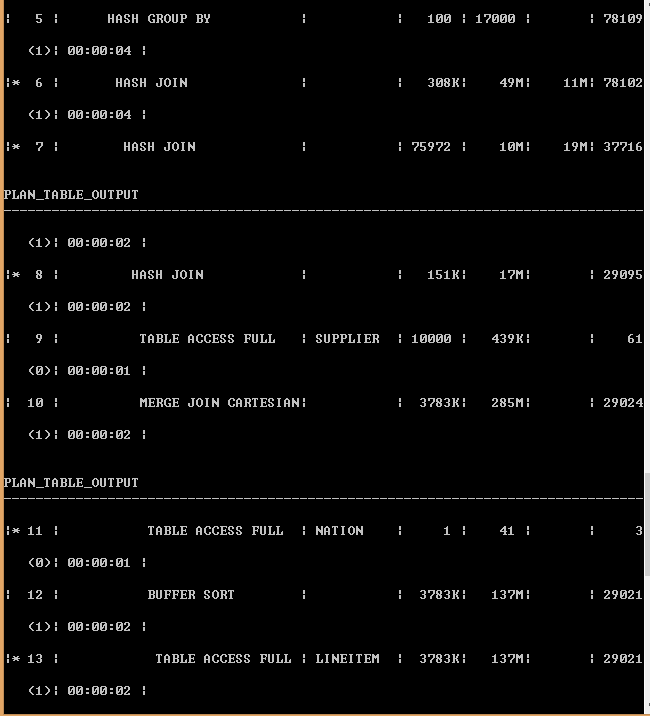 |   5 |      HASH GROUP BY            |           |   100 | 17000 |       | 78109
   (1)| 00:00:04 |
|*  6 |       HASH JOIN              |           |   308K|    49M|    11M| 78102
   (1)| 00:00:04 |
|*  7 |        HASH JOIN             |           | 75972 |    10M|    19M| 37716
PLAN_TABLE_OUTPUT
--------------------------------------------------------------------------------
   (1)| 00:00:02 |
|*  8 |         HASH JOIN            |           |   151K|    17M|       | 29095
   (1)| 00:00:02 |
|   9 |          TABLE ACCESS FULL   | SUPPLIER  | 10000 |   439K|       |    61
   (0)| 00:00:01 |
|  10 |          MERGE JOIN CARTESIAN|           |  3783K|   285M|       | 29024
   (1)| 00:00:02 |
PLAN_TABLE_OUTPUT
--------------------------------------------------------------------------------
|* 11 |           TABLE ACCESS FULL  | NATION    |     1 |    41 |       |     3
   (0)| 00:00:01 |
|  12 |           BUFFER SORT        |           |  3783K|   137M|       | 29021
   (1)| 00:00:02 |
|* 13 |            TABLE ACCESS FULL | LINEITEM  |  3783K|   137M|       | 29021
   (1)| 00:00:02 |